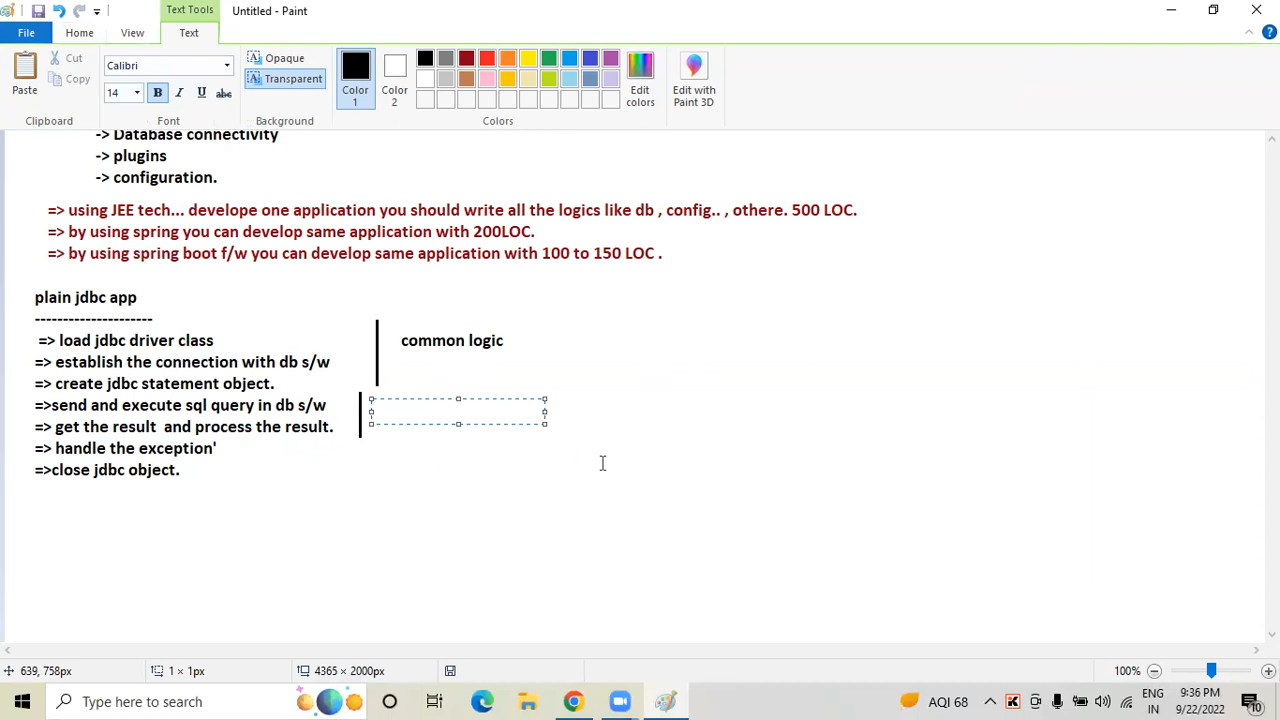 Text Tools
Untitled - Paint
File
Home
View
Text
Paste
Cut
Copy
Clipboard
Calibri
14
B
I
U
abc
Font
Opaque
Transparent
Background
Color
1
Color
2
Edit
colors
Colors
Edit with
Paint 3D
-> Database connectivity
-> plugins
-> configuration.
=> using JEE tech... develope one application you should write all the logics like db , config.. , othere. 500 LOC.
=> by using spring you can develop same application with 200LOC.
=> by using spring boot f/w you can develop same application with 100 to 150 LOC .
plain jdbc app
---------------------
=> load jdbc driver class
common logic
=> establish the connection with db s/w
=> create jdbc statement object.
=>send and execute sql query in db s/w
=> get the result  and process the result.
=> handle the exception'
=>close jdbc object.
639, 758px
1 × 1px
4365 × 2000px
100%
Type here to search
AQI 68
ENG
IN
9:36 PM
9/22/2022
10